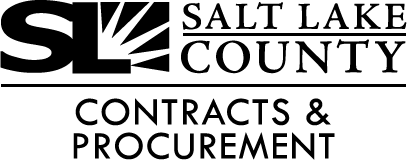 SL
SALT LAKE
COUNTY
CONTRACTS &
PROCUREMENT